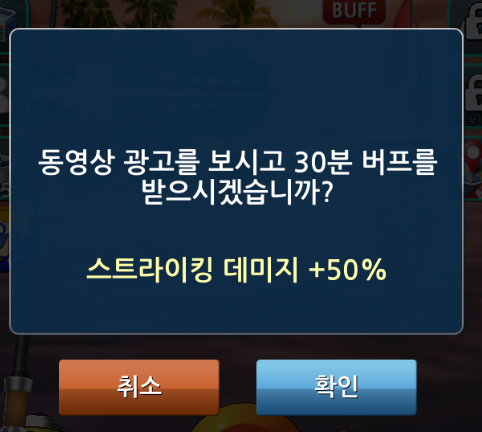 BUFF
동영상 광고를 보시고 30분 버프를
받으시겠습니까?
스트라이킹 데미지 +50%
취소
확인